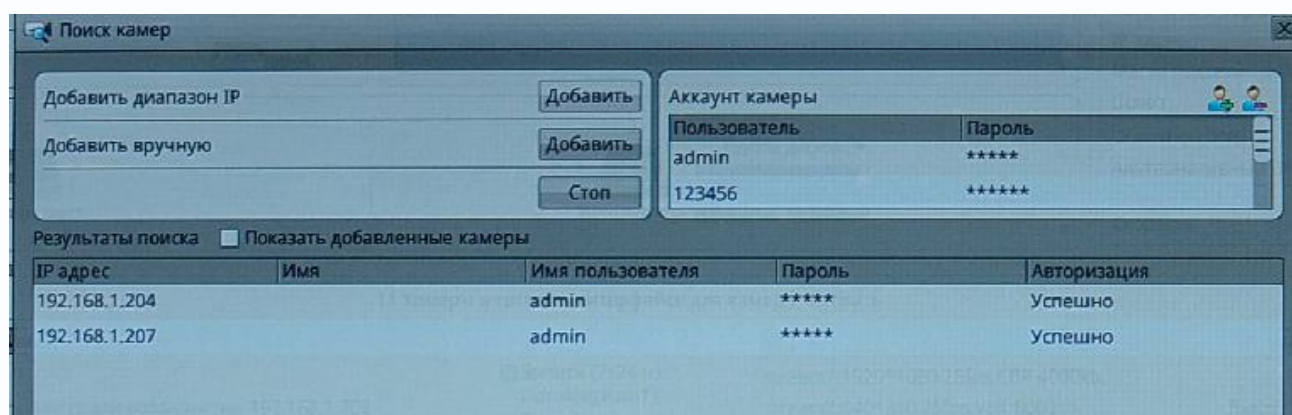 Поиск камер
Добавить диапазон IP Добавить
Добавить вручную Добавить
Стоп
Аккаунт камеры
Пользователь Пароль
admin *****
123456 ******
Результаты поиска Показать добавленные камеры
IP адрес Имя Имя пользователя Пароль Авторизация
192.168.1.204 admin ***** Успешно
192.168.1.207 admin ***** Успешно